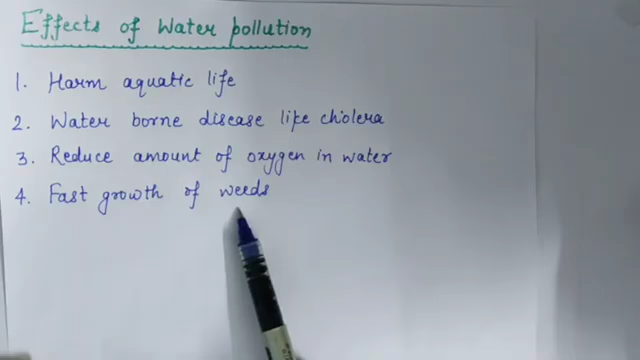 Effects of Water pollution
1. Harm aquatic life
2. Water borne disease like cholera
3. Reduce amount of oxygen in water
4. Fast growth of weeds